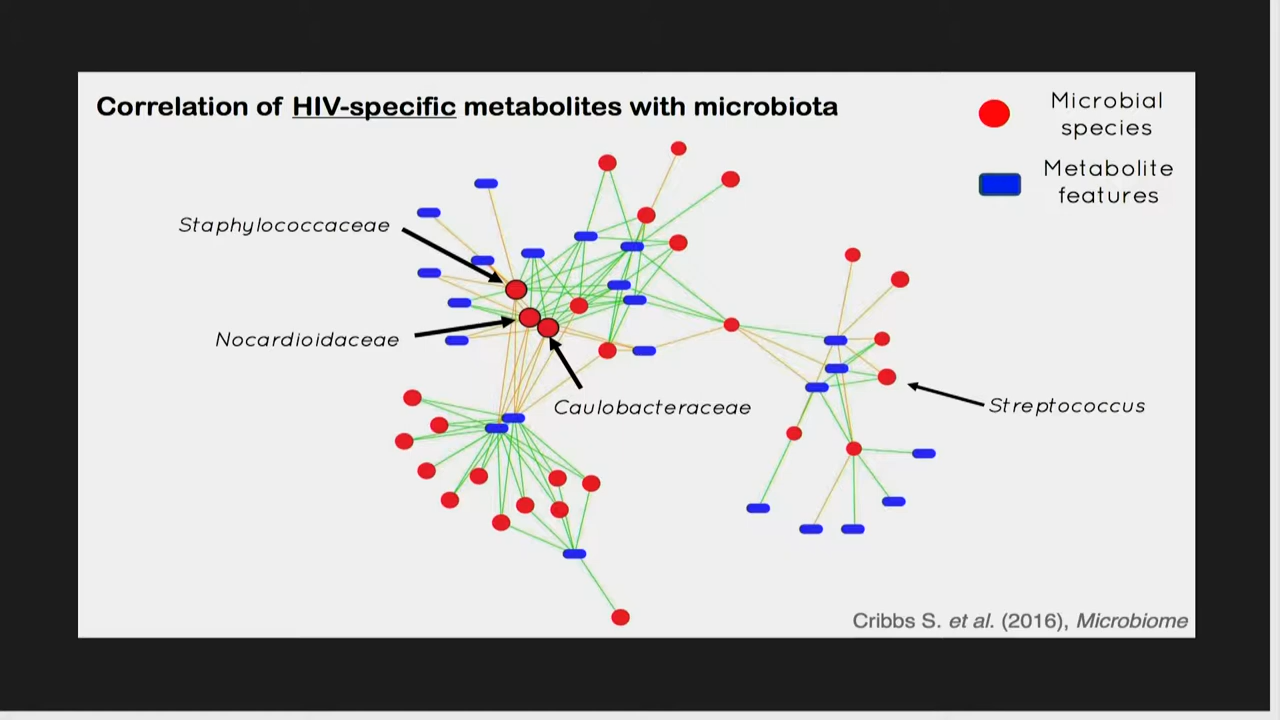 Correlation of HIV-specific metabolites with microbiota
Microbial
species
Metabolite
features
Staphylococcaceae
Nocardioidaceae
Caulobacteraceae
Streptococcus
Cribbs S. et al. (2016), Microbiome